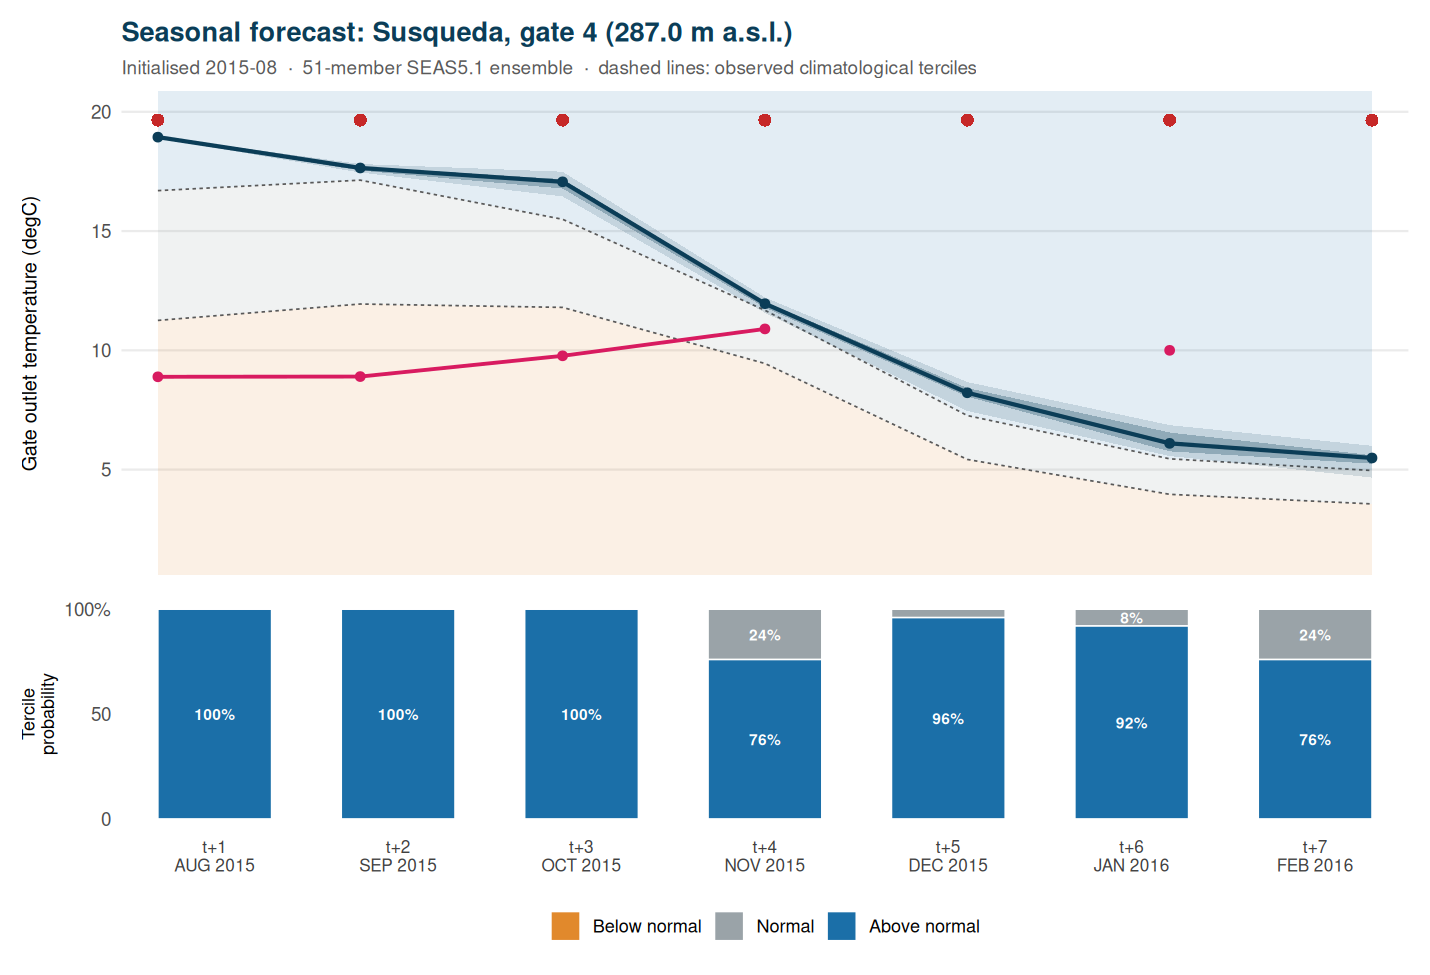 Seasonal forecast: Susqueda, gate 4 (287.0 m a.s.l.)
Initialised 2015-08 · 51-member SEAS5.1 ensemble · dashed lines: observed climatological terciles
Gate outlet temperature (degC)
20
15
10
5
Tercile
probability
100%
50
0
100%
100%
100%
24%
76%
96%
8%
92%
24%
76%
t+1
AUG 2015
t+2
SEP 2015
t+3
OCT 2015
t+4
NOV 2015
t+5
DEC 2015
t+6
JAN 2016
t+7
FEB 2016
Below normal
Normal
Above normal